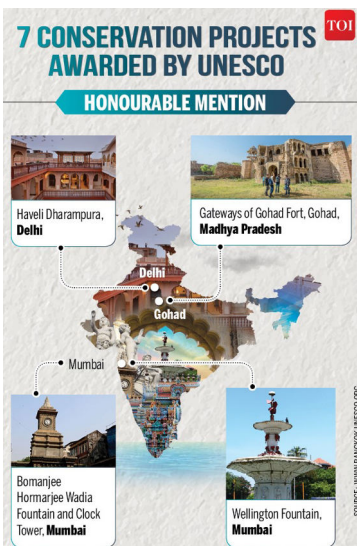 TOI
7 CONSERVATION PROJECTS
AWARDED BY UNESCO
HONOURABLE MENTION
Haveli Dharampura,
Delhi
Gateways of Gohad Fort, Gohad,
Madhya Pradesh
Delhi
Gohad
Mumbai
Bomanjee
Hormarjee Wadia
Fountain and Clock
Tower, Mumbai
Wellington Fountain,
Mumbai
SOURCE: WWW.BANGKOK.UNESCO.ORG